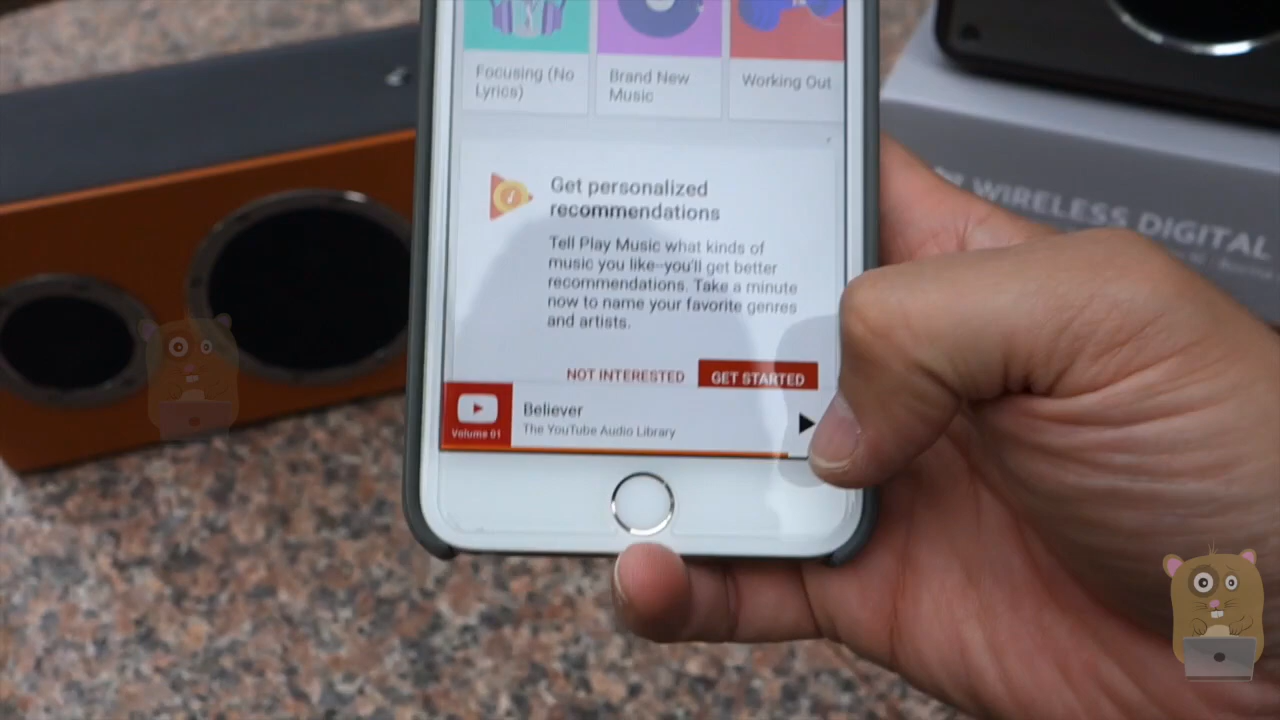 Focusing (No
Lyrics)
Brand New
Music
Working Out
Get personalized
recommendations
Tell Play Music what kinds of
music you like–you'll get better
recommendations. Take a minute
now to name your favorite genres
and artists.
NOT INTERESTED
GET STARTED
Volume 01
Believer
The YouTube Audio Library
WIRELESS DIGITAL